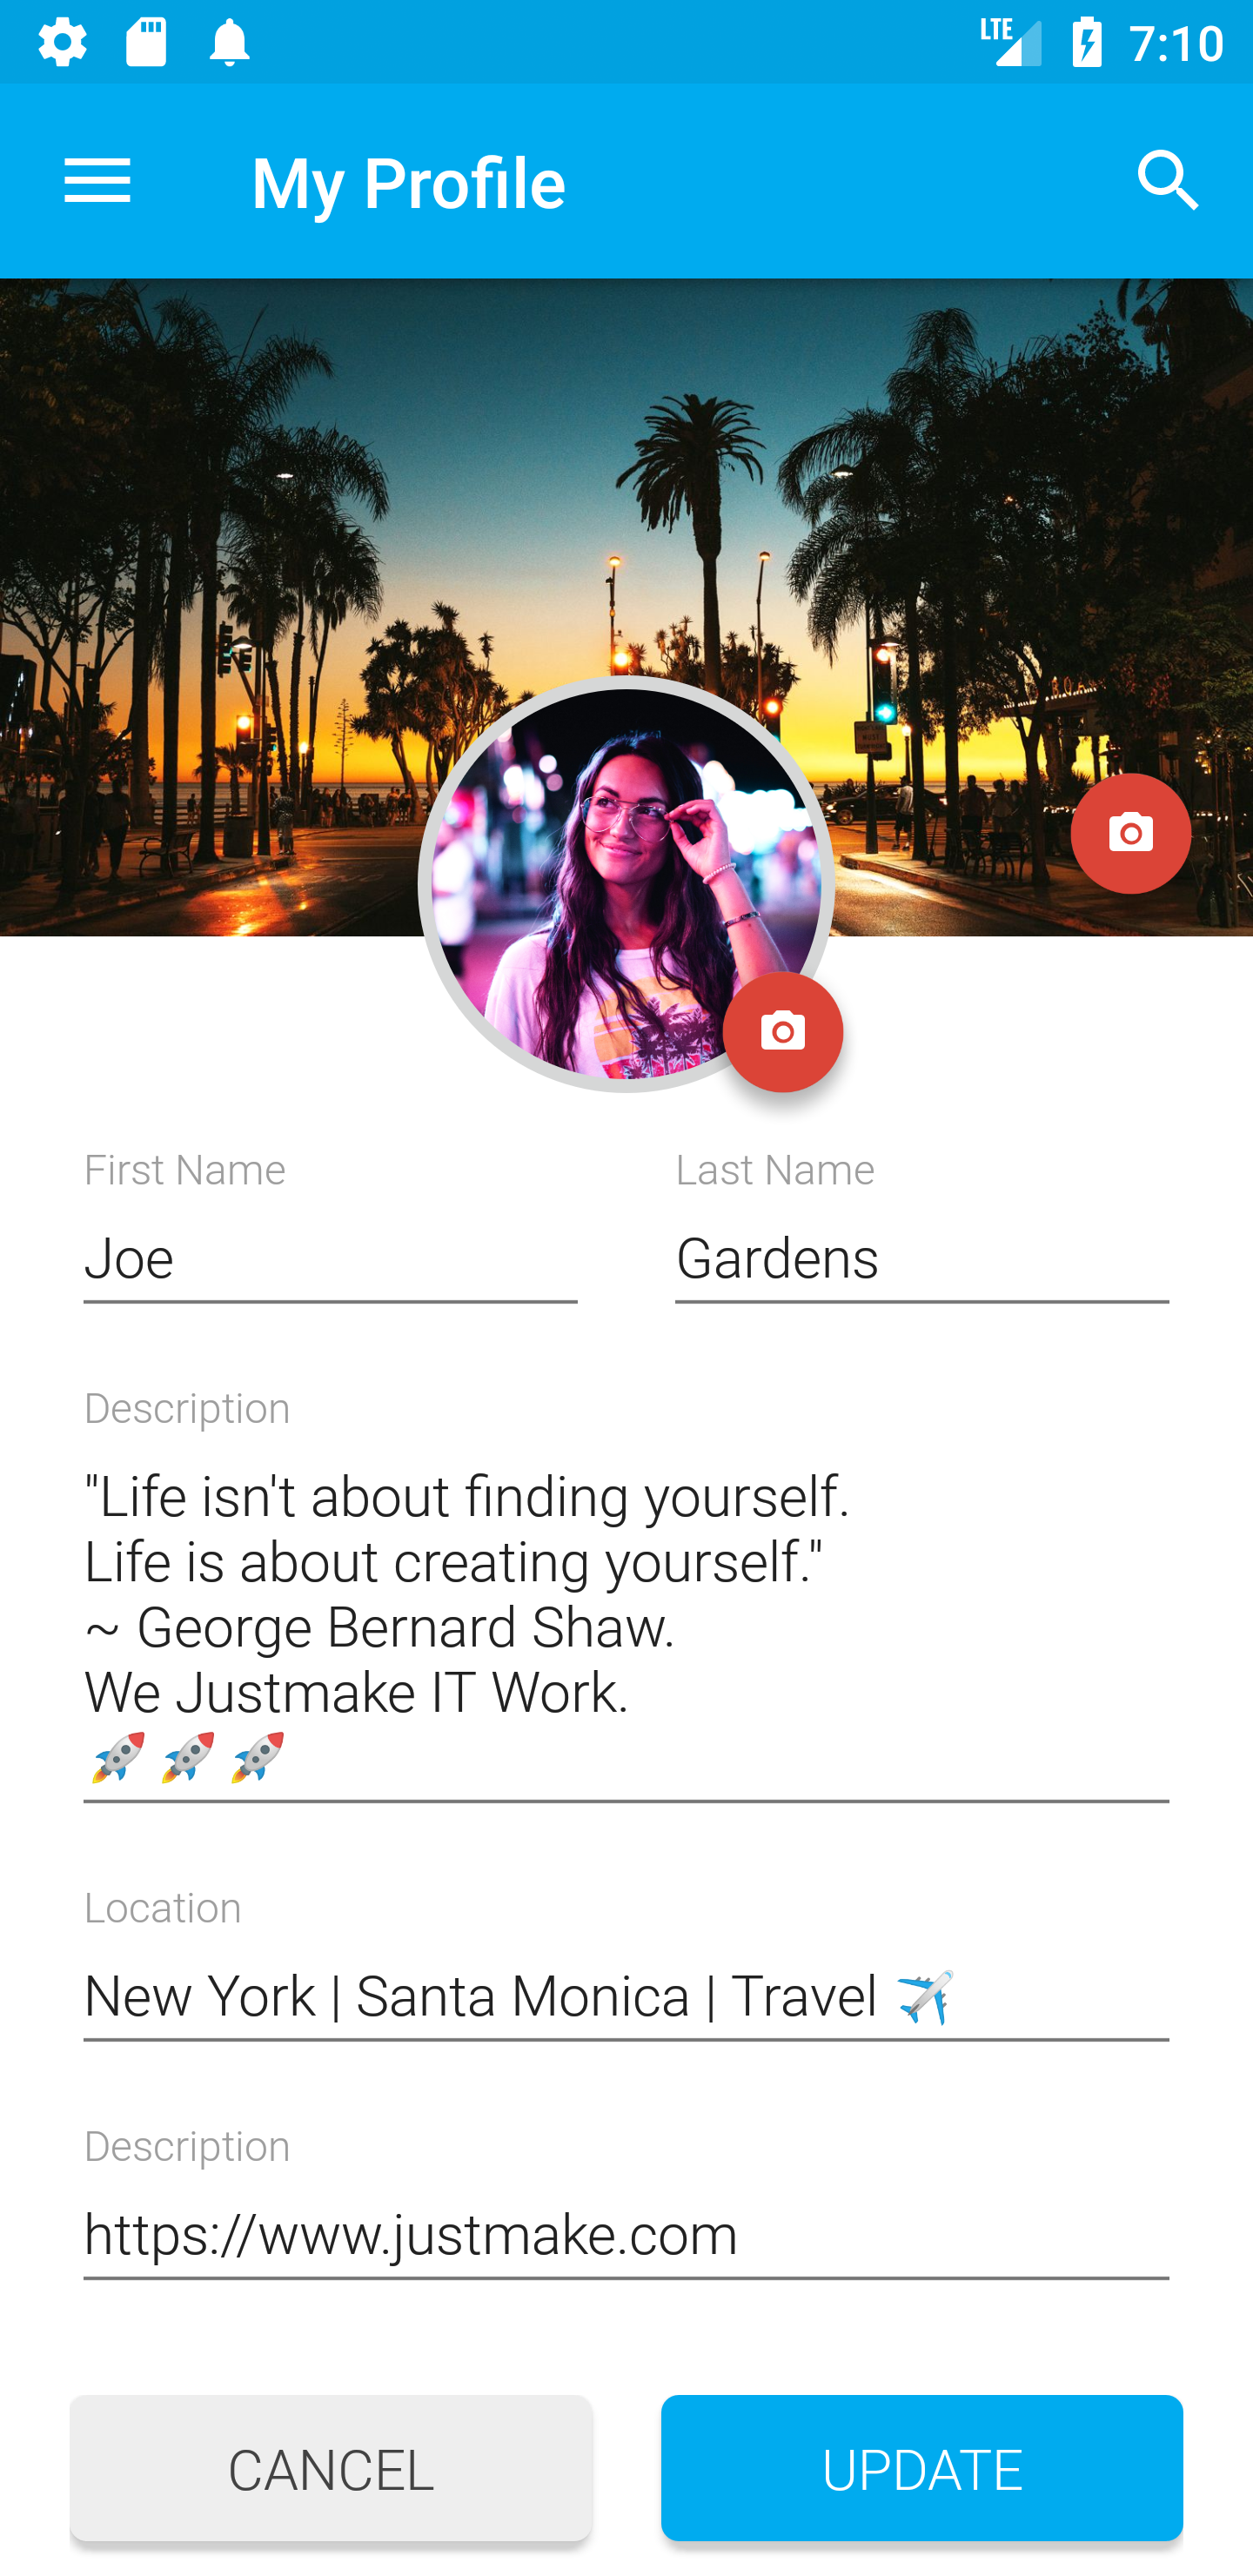 LTE 7:10
My Profile
First Name Last Name
Joe Gardens
Description
"Life isn't about finding yourself.
Life is about creating yourself."
~ George Bernard Shaw.
We Justmake IT Work.
🚀 🚀 🚀
Location
New York | Santa Monica | Travel ✈️
Description
https://www.justmake.com
CANCEL UPDATE